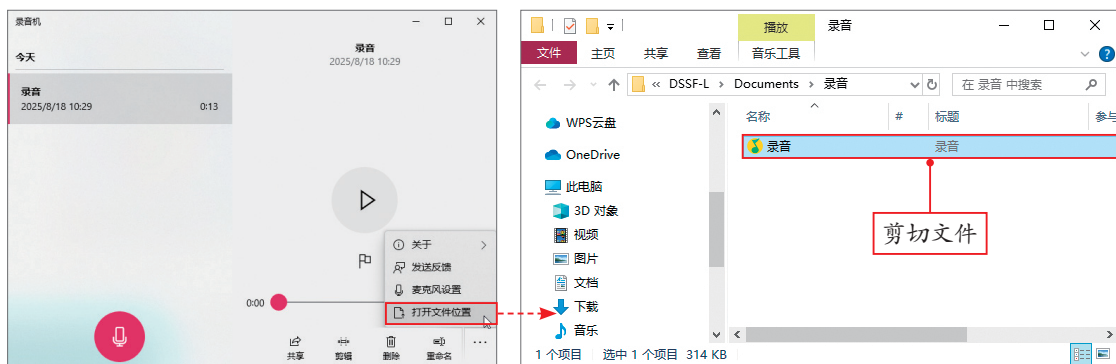 录音机
今天
录音
2025/8/18 10:29
0:13
录音
2025/8/18 10:29
关于
发送反馈
麦克风设置
打开文件位置
0:00
共享
剪辑
删除
重命名
播放
录音
文件
主页
共享
查看
音乐工具
« DSSF-L › Documents › 录音
在 录音 中搜索
WPS云盘
OneDrive
此电脑
3D 对象
视频
图片
文档
下载
音乐
名称
#
标题
参与
录音
录音
剪切文件
1 个项目
选中 1 个项目 314 KB